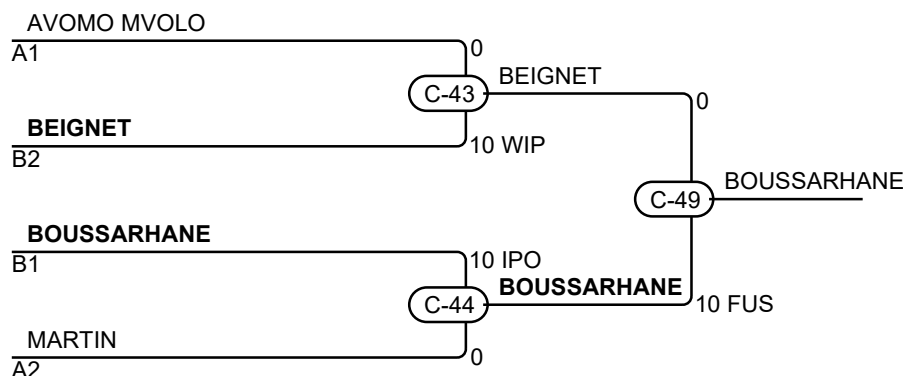 AVOMO MVOLO
A1
0
C-43
BEIGNET
0
BEIGNET
B2
10 WIP
C-49
BOUSSARHANE
BOUSSARHANE
B1
10 IPO
C-44
BOUSSARHANE
10 FUS
MARTIN
A2
0